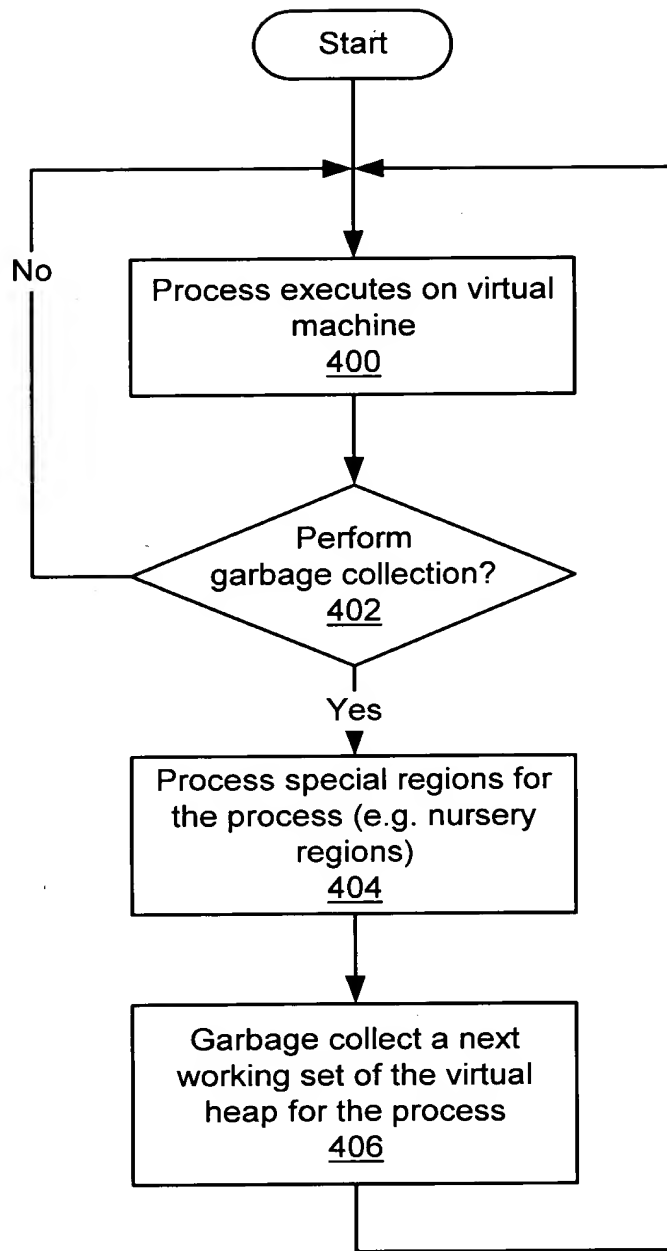 Start
No
Process executes on virtual
machine
400
Perform
garbage collection?
402
Yes
Process special regions for
the process (e.g. nursery
regions)
404
Garbage collect a next
working set of the virtual
heap for the process
406